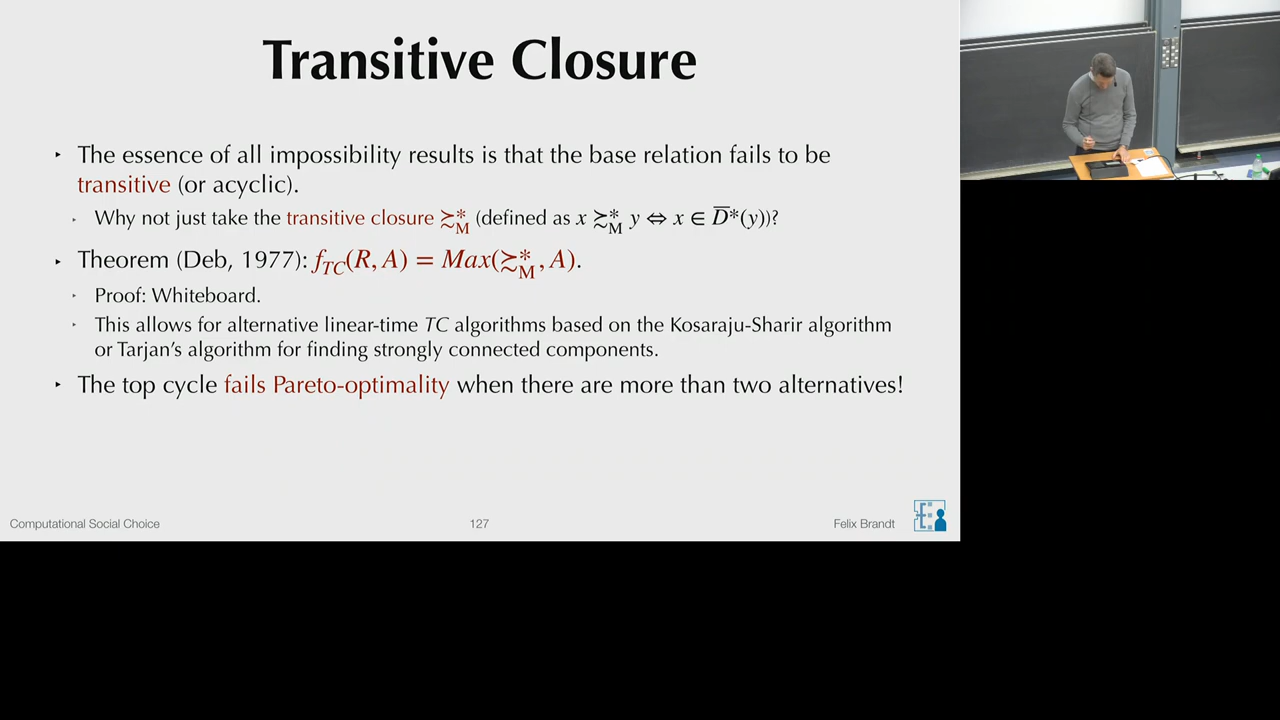 Transitive Closure
‣ The essence of all impossibility results is that the base relation fails to be
transitive (or acyclic).
‣ Why not just take the transitive closure ≿*_M (defined as x ≿*_M y ⇔ x ∈ D̅*(y))?
‣ Theorem (Deb, 1977): f_TC(R, A) = Max(≿*_M, A).
‣ Proof: Whiteboard.
‣ This allows for alternative linear-time TC algorithms based on the Kosaraju-Sharir algorithm
or Tarjan’s algorithm for finding strongly connected components.
‣ The top cycle fails Pareto-optimality when there are more than two alternatives!
Computational Social Choice
127
Felix Brandt